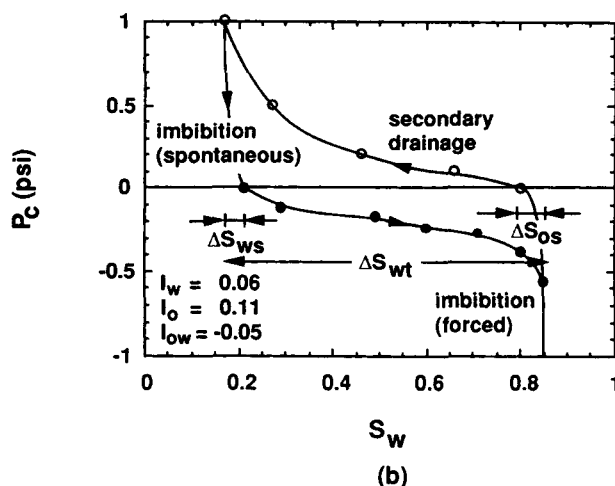 1
0.5
0
-0.5
-1
P_C (psi)
imbibition
(spontaneous)
secondary
drainage
ΔS_ws
ΔS_os
ΔS_wt
I_w = 0.06
I_o = 0.11
I_ow = -0.05
imbibition
(forced)
0 0.2 0.4 0.6 0.8 1
S_w
(b)